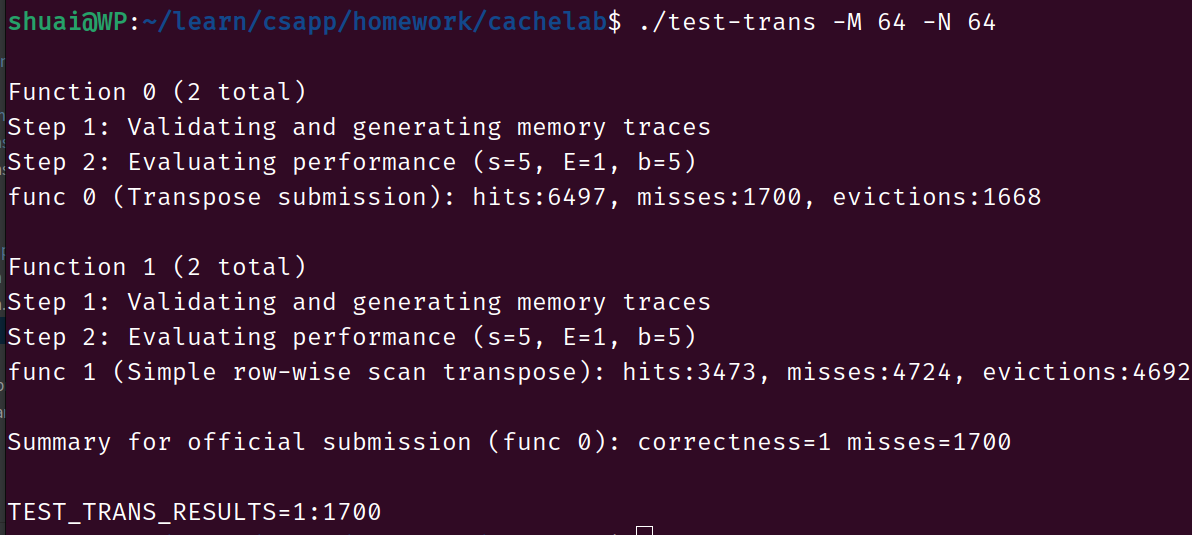 shuai@WP:~/learn/csapp/homework/cachelab$ ./test-trans -M 64 -N 64
Function 0 (2 total)
Step 1: Validating and generating memory traces
Step 2: Evaluating performance (s=5, E=1, b=5)
func 0 (Transpose submission): hits:6497, misses:1700, evictions:1668
Function 1 (2 total)
Step 1: Validating and generating memory traces
Step 2: Evaluating performance (s=5, E=1, b=5)
func 1 (Simple row-wise scan transpose): hits:3473, misses:4724, evictions:4692
Summary for official submission (func 0): correctness=1 misses=1700
TEST_TRANS_RESULTS=1:1700